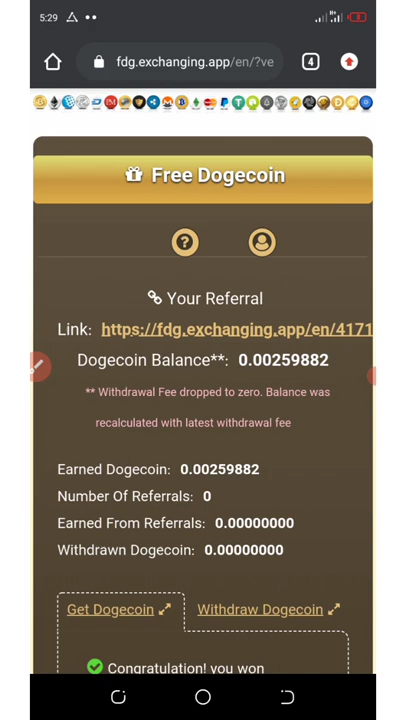 5:29
fdg.exchanging.app/en/?ve
4
Free Dogecoin
?
Your Referral
Link: https://fdg.exchanging.app/en/4171
Dogecoin Balance**: 0.00259882
** Withdrawal Fee dropped to zero. Balance was
recalculated with latest withdrawal fee
Earned Dogecoin: 0.00259882
Number Of Referrals: 0
Earned From Referrals: 0.00000000
Withdrawn Dogecoin: 0.00000000
Get Dogecoin Withdraw Dogecoin
Congratulation! you won